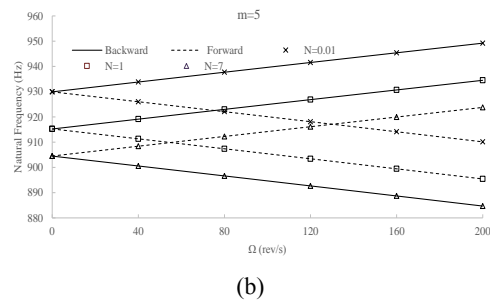 m=5
960
950
Backward Forward N=0.01
940
N=1 N=7
930
920
910
900
890
880
Natural Frequency (Hz)
0 40 80 120 160 200
Ω (rev/s)
(b)